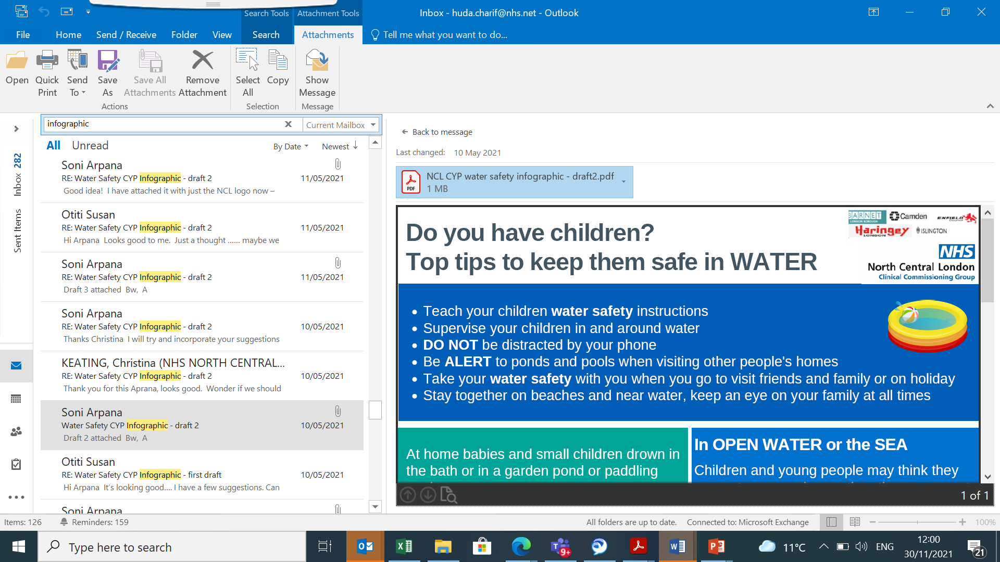 Search Tools
Attachment Tools
Inbox - huda.charif@nhs.net - Outlook
File
Home
Send / Receive
Folder
View
Search
Attachments
Tell me what you want to do...
Open
Quick Print
Send To
Save As
Save All Attachments
Remove Attachment
Select All
Copy
Show Message
Actions
Selection
Message
infographic
Current Mailbox
All
Unread
By Date
Newest
Inbox 282
Sent Items
Soni Arpana
RE: Water Safety CYP Infographic - draft 2
11/05/2021
Good idea!  I have attached it with just the NCL logo now –
Otiti Susan
RE: Water Safety CYP Infographic - draft 2
11/05/2021
Hi Arpana  Looks good to me.  Just a thought ...... maybe we
Soni Arpana
RE: Water Safety CYP Infographic - draft 2
11/05/2021
Draft 3 attached  Bw,  A
Soni Arpana
RE: Water Safety CYP Infographic - draft 2
10/05/2021
Thanks Christina  I will try and incorporate your suggestions
KEATING, Christina (NHS NORTH CENTRAL...
RE: Water Safety CYP Infographic - draft 2
10/05/2021
Thank you for this Aprana, looks good.  Wonder if we should
Soni Arpana
Water Safety CYP Infographic - draft 2
10/05/2021
Draft 2 attached  Bw,  A
Otiti Susan
RE: Water Safety CYP Infographic - first draft
10/05/2021
Hi Arpana  It's looking good.... I have a few suggestions. Can
Soni Arpana
Back to message
Last changed:
10 May 2021
PDF
NCL CYP water safety infographic - draft2.pdf
1 MB
Do you have children?
Top tips to keep them safe in WATER
BARNET
LONDON BOROUGH
Camden
ENFIELD
Council
Haringey
LONDON
ISLINGTON
NHS
North Central London
Clinical Commissioning Group
• Teach your children water safety instructions
• Supervise your children in and around water
• DO NOT be distracted by your phone
• Be ALERT to ponds and pools when visiting other people's homes
• Take your water safety with you when you go to visit friends and family or on holiday
• Stay together on beaches and near water, keep an eye on your family at all times
At home babies and small children drown in
the bath or in a garden pond or paddling
In OPEN WATER or the SEA
Children and young people may think they
1 of 1
Items: 126
Reminders: 159
All folders are up to date.
Connected to: Microsoft Exchange
100%
Type here to search
9+
11°C
ENG
12:00
30/11/2021
21